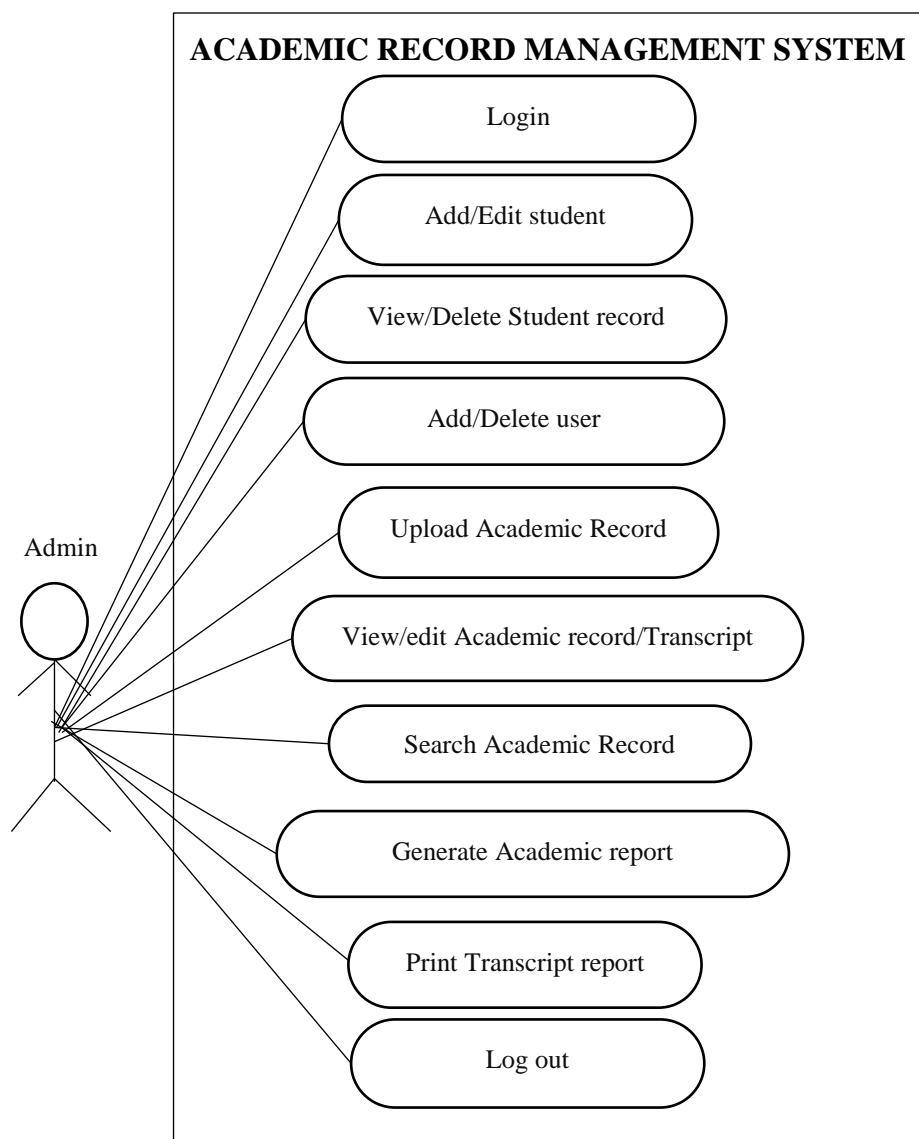 ACADEMIC RECORD MANAGEMENT SYSTEM
Login
Add/Edit student
View/Delete Student record
Add/Delete user
Upload Academic Record
Admin
View/edit Academic record/Transcript
Search Academic Record
Generate Academic report
Print Transcript report
Log out